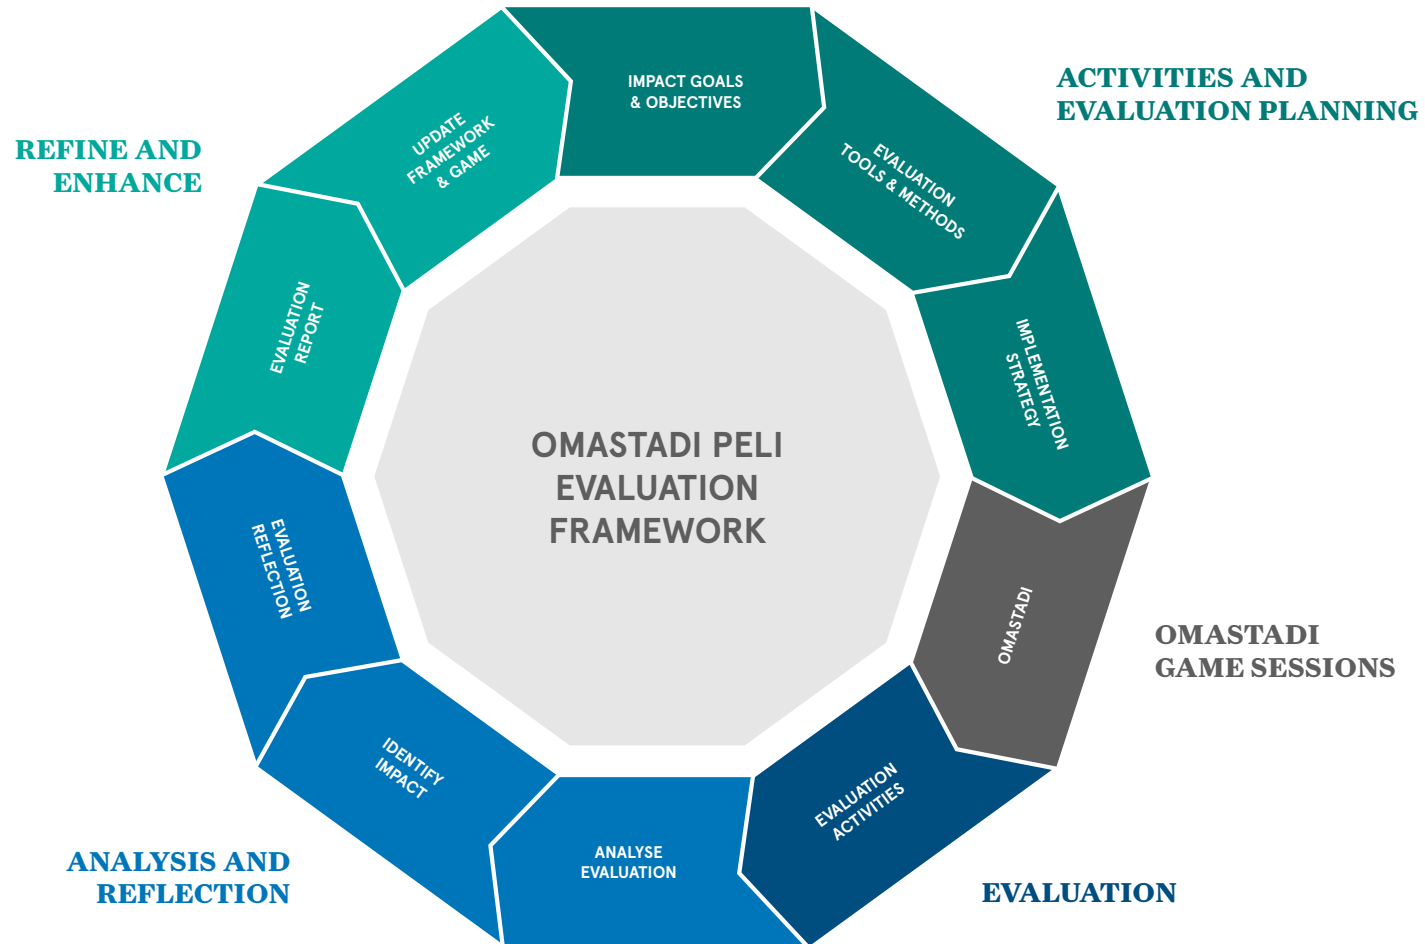 IMPACT GOALS
& OBJECTIVES
ACTIVITIES AND
EVALUATION PLANNING
EVALUATION
TOOLS & METHODS
IMPLEMENTATION
STRATEGY
OMASTADI
OMASTADI
GAME SESSIONS
EVALUATION
ACTIVITIES
EVALUATION
ANALYSE
EVALUATION
IDENTIFY
IMPACT
ANALYSIS AND
REFLECTION
EVALUATION
REFLECTION
EVALUATION
REPORT
REFINE AND
ENHANCE
UPDATE
FRAMEWORK
& GAME
OMASTADI PELI
EVALUATION
FRAMEWORK